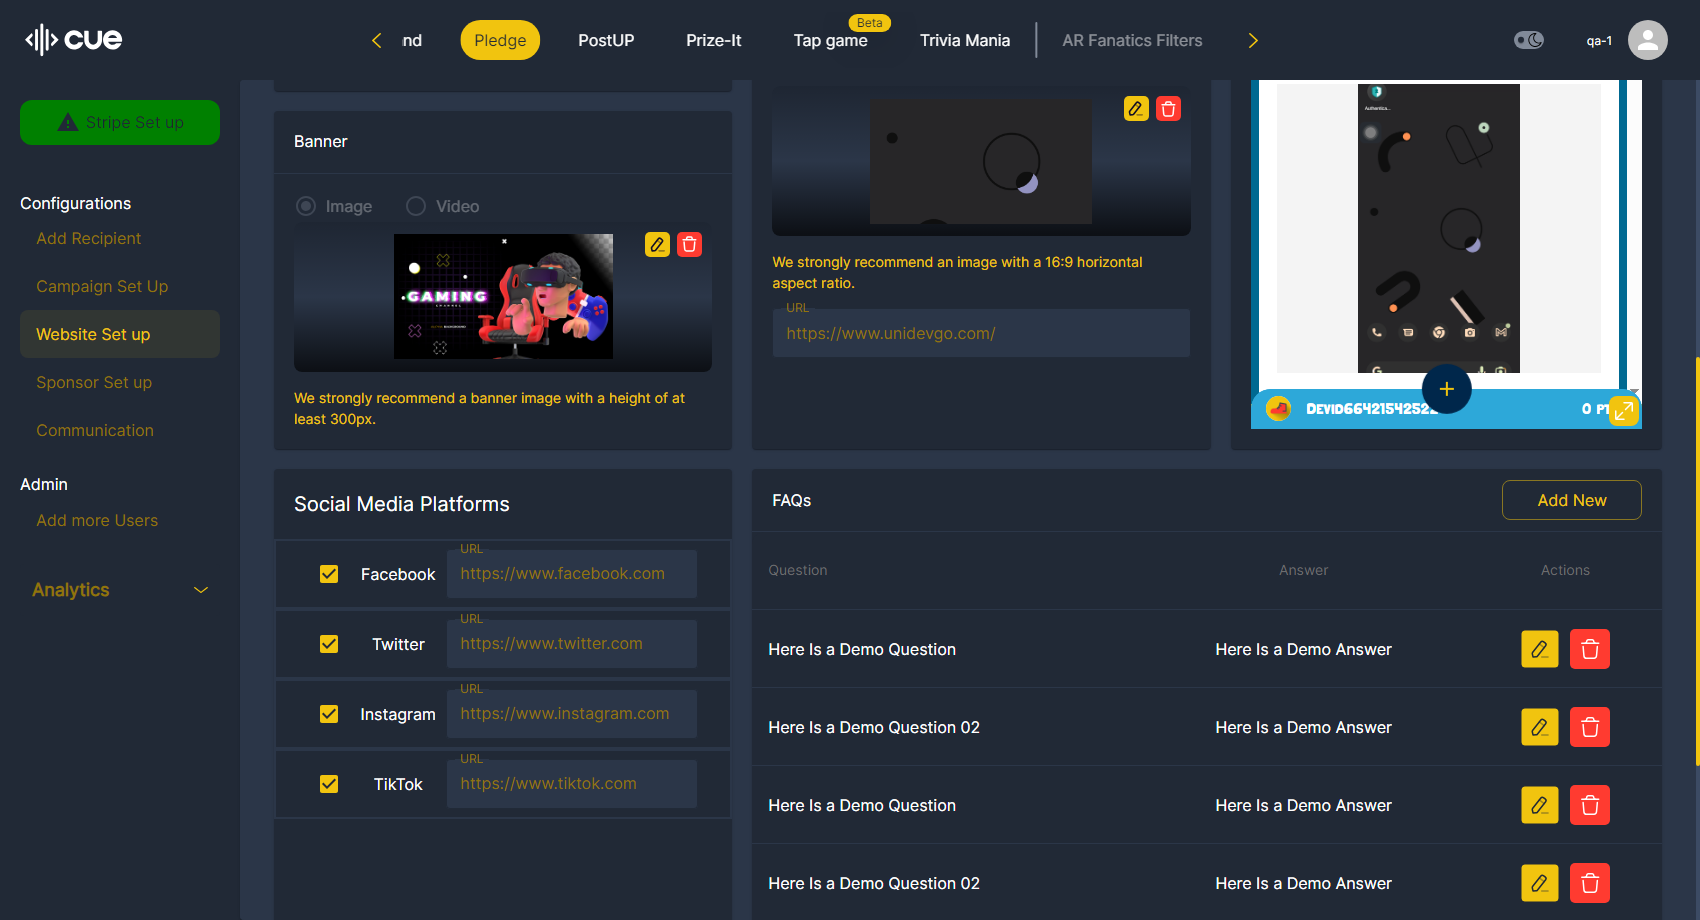 cue
nd
Pledge
PostUP
Prize-It
Tap game
Beta
Trivia Mania
AR Fanatics Filters
qa-1
Stripe Set up
Configurations
Add Recipient
Campaign Set Up
Website Set up
Sponsor Set up
Communication
Admin
Add more Users
Analytics
Banner
Image
Video
GAMING
We strongly recommend a banner image with a height of at
least 300px.
We strongly recommend an image with a 16:9 horizontal
aspect ratio.
URL
https://www.unidevgo.com/
DEVID66421542522
0 PT
Social Media Platforms
Facebook
URL
https://www.facebook.com
Twitter
URL
https://www.twitter.com
Instagram
URL
https://www.instagram.com
TikTok
URL
https://www.tiktok.com
FAQs
Add New
Question
Answer
Actions
Here Is a Demo Question
Here Is a Demo Answer
Here Is a Demo Question 02
Here Is a Demo Answer
Here Is a Demo Question
Here Is a Demo Answer
Here Is a Demo Question 02
Here Is a Demo Answer